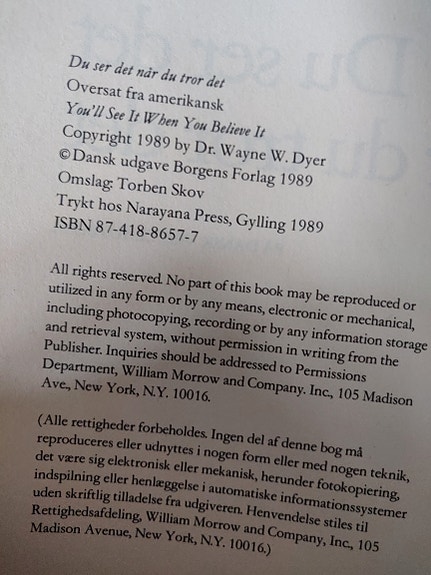 Du ser det når du tror det
Oversat fra amerikansk
You'll See It When You Believe It
Copyright 1989 by Dr. Wayne W. Dyer
© Dansk udgave Borgens Forlag 1989
Omslag: Torben Skov
Trykt hos Narayana Press, Gylling 1989
ISBN 87-418-8657-7
All rights reserved. No part of this book may be reproduced or
utilized in any form or by any means, electronic or mechanical,
including photocopying, recording or by any information storage
and retrieval system, without permission in writing from the
Publisher. Inquiries should be addressed to Permissions
Department, William Morrow and Company. Inc., 105 Madison
Ave., New York, N.Y. 10016.
(Alle rettigheder forbeholdes. Ingen del af denne bog må
reproduceres eller udnyttes i nogen form eller med nogen teknik,
det være sig elektronisk eller mekanisk, herunder fotokopiering,
indspilning eller henlæggelse i automatiske informationssystemer
uden skriftlig tilladelse fra udgiveren. Henvendelse stiles til
Rettighedsafdeling, William Morrow and Company, Inc., 105
Madison Avenue, New York, N.Y. 10016.)